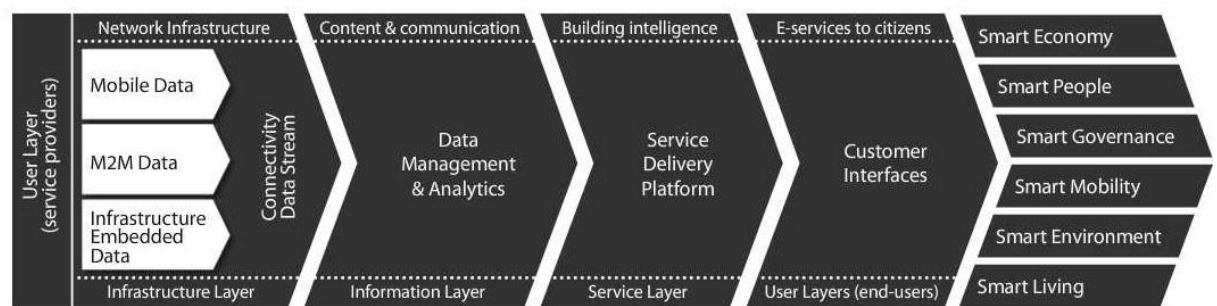 User Layer
(service providers)
Network Infrastructure
Mobile Data
M2M Data
Infrastructure
Embedded
Data
Connectivity
Data Stream
Infrastructure Layer
Content & communication
Data
Management
& Analytics
Information Layer
Building intelligence
Service
Delivery
Platform
Service Layer
E-services to citizens
Customer
Interfaces
User Layers (end-users)
Smart Economy
Smart People
Smart Governance
Smart Mobility
Smart Environment
Smart Living